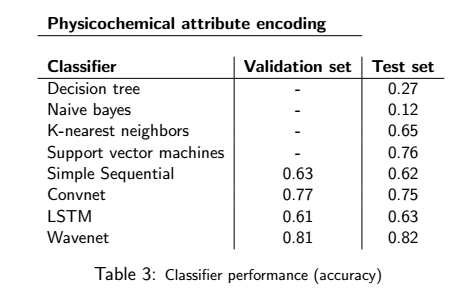 Physicochemical attribute encoding
Classifier Validation set Test set
Decision tree - 0.27
Naive bayes - 0.12
K-nearest neighbors - 0.65
Support vector machines - 0.76
Simple Sequential 0.63 0.62
Convnet 0.77 0.75
LSTM 0.61 0.63
Wavenet 0.81 0.82
Table 3: Classifier performance (accuracy)